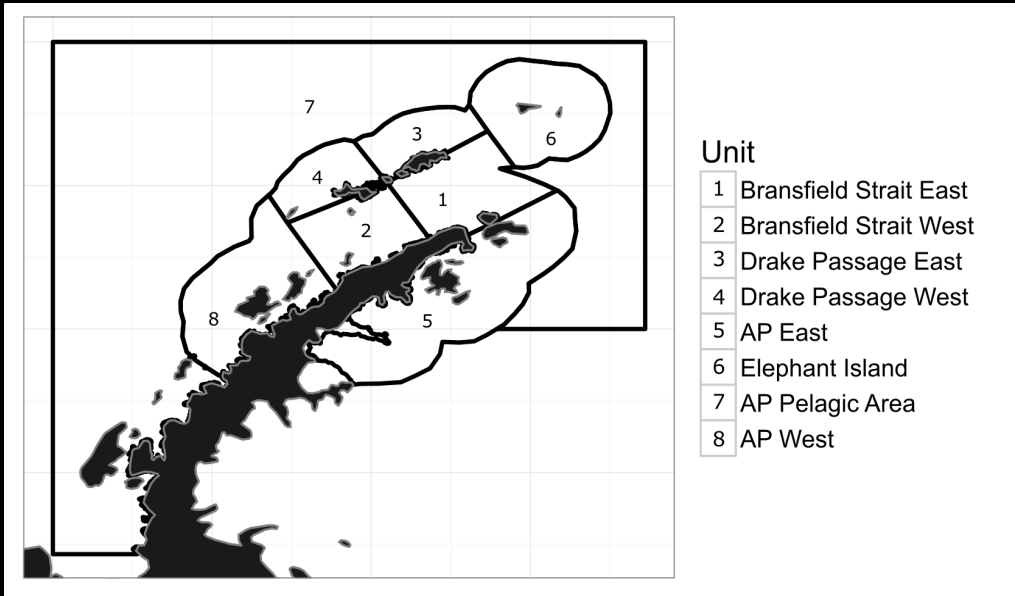 7
3
6
4
1
2
8
5
Unit
1 Bransfield Strait East
2 Bransfield Strait West
3 Drake Passage East
4 Drake Passage West
5 AP East
6 Elephant Island
7 AP Pelagic Area
8 AP West